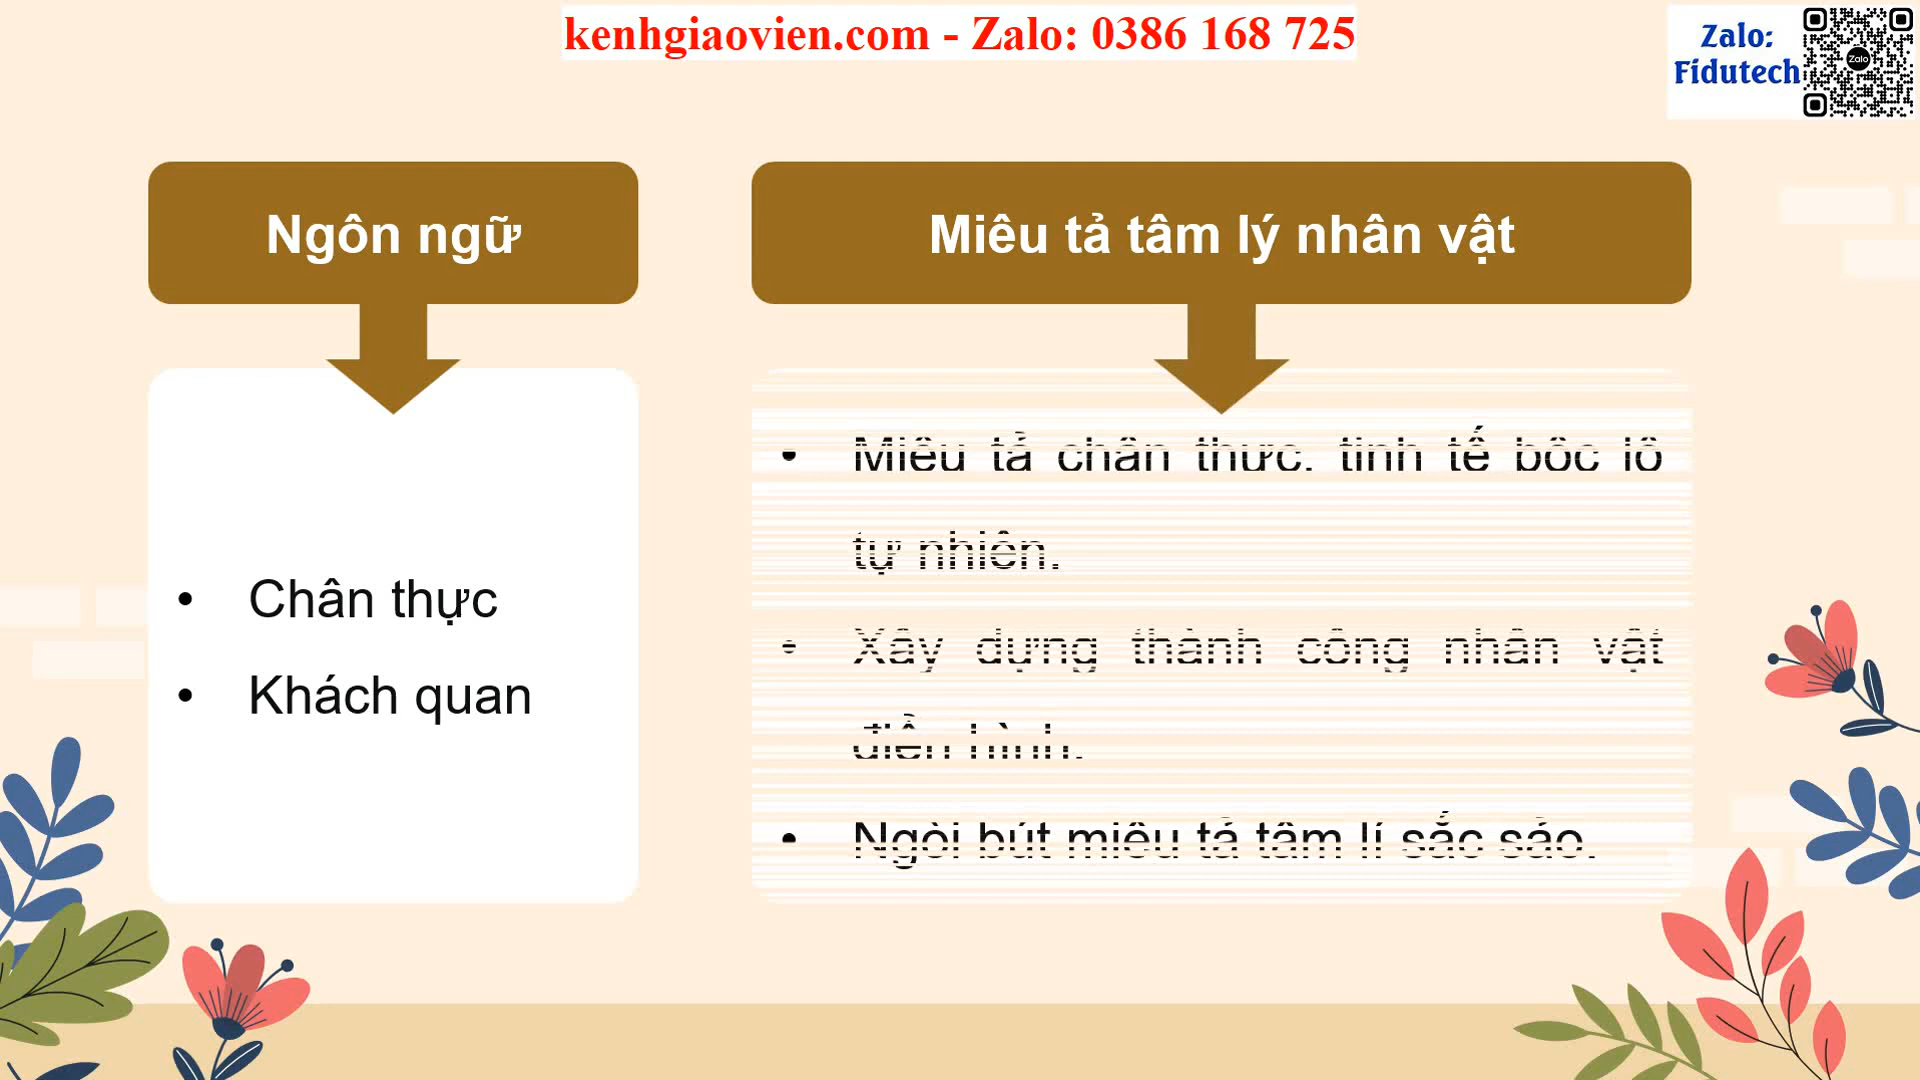 kenhgiaovien.com - Zalo: 0386 168 725
Zalo:
Fidutech
Zalo
Ngôn ngữ
Miêu tả tâm lý nhân vật
• Chân thực
• Khách quan
• Miêu tả chân thực, tinh tế bộc lộ
tự nhiên.
• Xây dựng thành công nhân vật
điển hình.
• Ngòi bút miêu tả tâm lí sắc sảo.